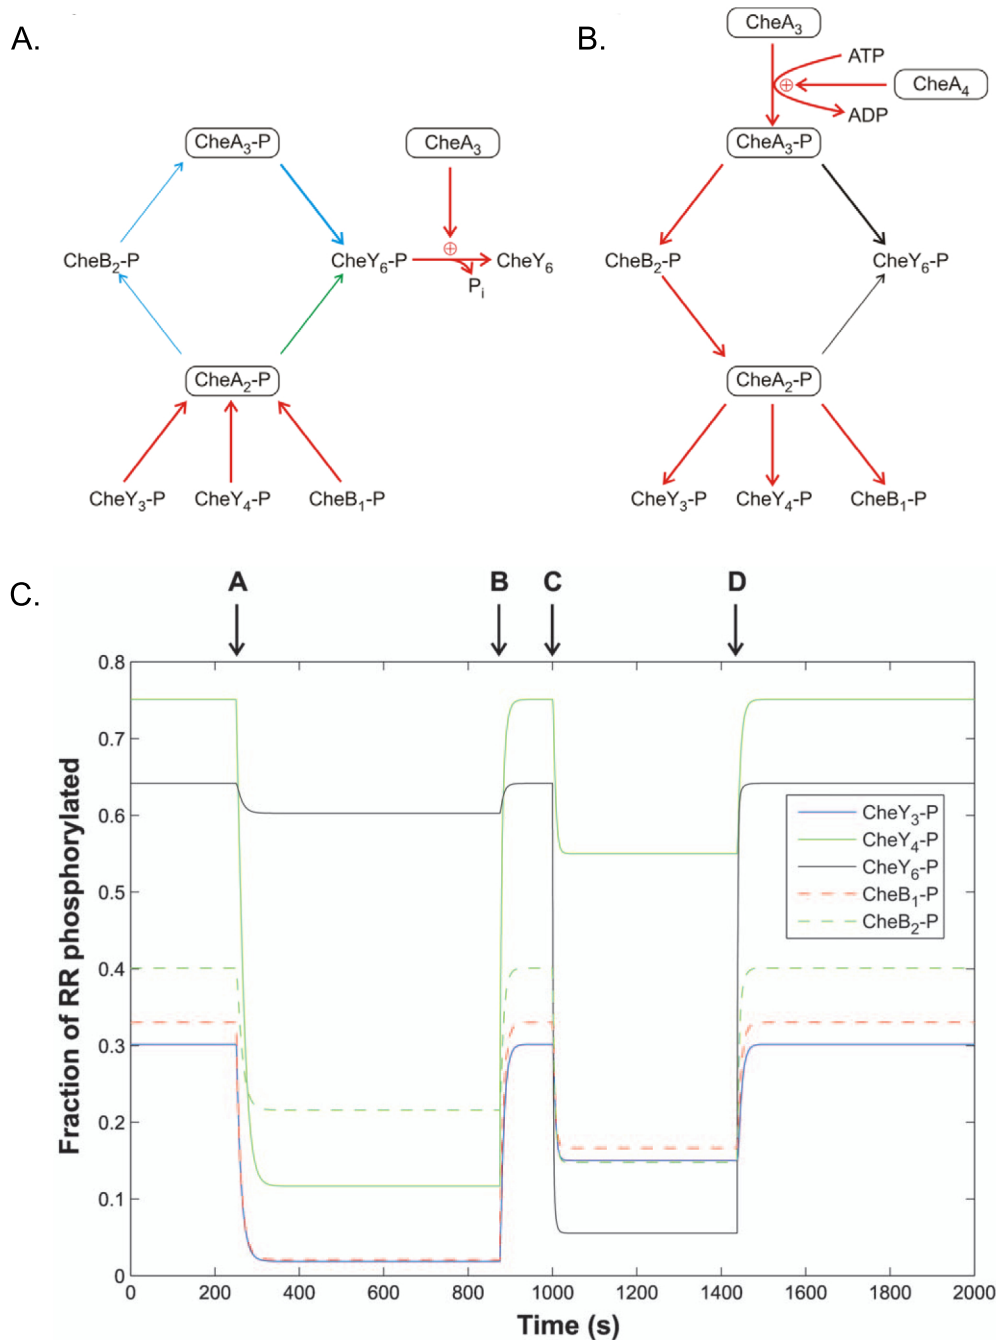 A.
CheA₃-P
CheA₃
CheB₂-P
CheY₆-P
CheY₆
Pᵢ
CheA₂-P
CheY₃-P
CheY₄-P
CheB₁-P
B.
CheA₃
ATP
CheA₄
ADP
CheA₃-P
CheB₂-P
CheY₆-P
CheA₂-P
CheY₃-P
CheY₄-P
CheB₁-P
C.
A B C D
0.8
0.7
0.6
0.5
0.4
0.3
0.2
0.1
0
Fraction of RR phosphorylated
CheY₃-P
CheY₄-P
CheY₆-P
CheB₁-P
CheB₂-P
0 200 400 600 800 1000 1200 1400 1600 1800 2000
Time (s)